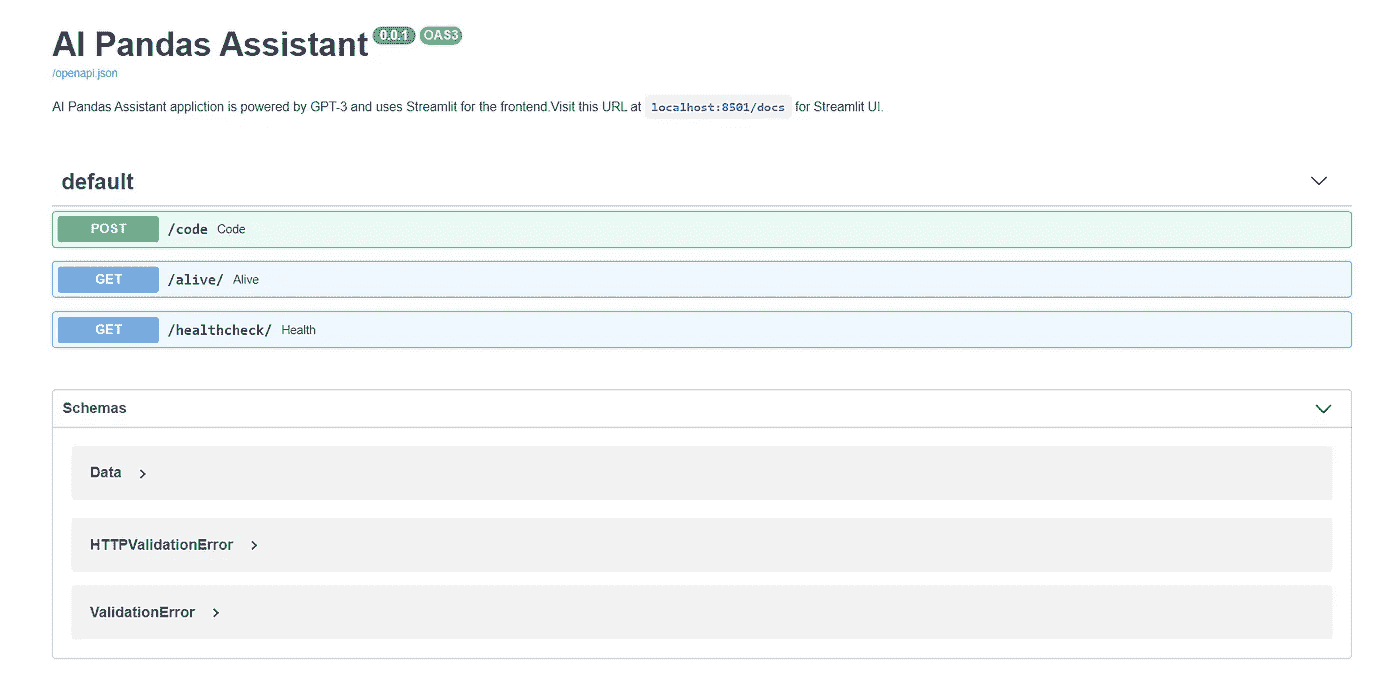 AI Pandas Assistant 0.0.1 OAS3
/openapi.json
AI Pandas Assistant appliction is powered by GPT-3 and uses Streamlit for the frontend.Visit this URL at localhost:8501/docs for Streamlit UI.
default
POST /code Code
GET /alive/ Alive
GET /healthcheck/ Health
Schemas
Data
HTTPValidationError
ValidationError